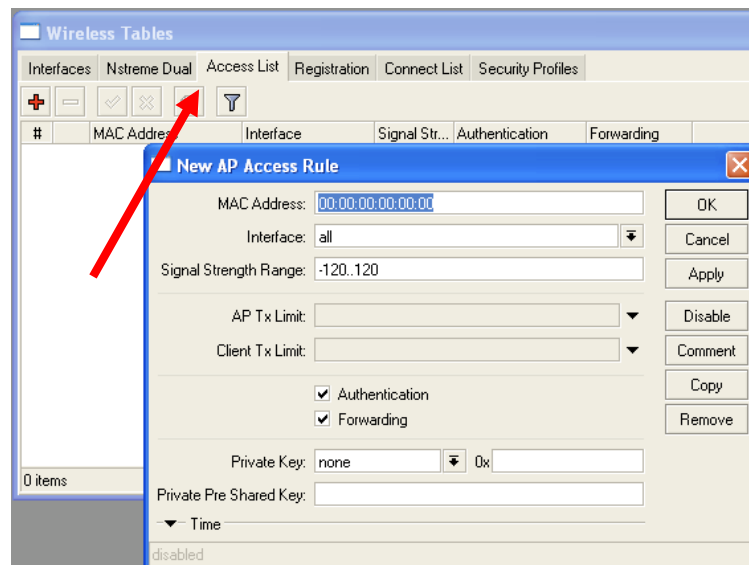 Wireless Tables
Interfaces Nstreme Dual Access List Registration Connect List Security Profiles
# MAC Address Interface Signal Str... Authentication Forwarding
New AP Access Rule
MAC Address: 00:00:00:00:00:00 OK
Interface: all Cancel
Signal Strength Range: -120..120 Apply
AP Tx Limit: Disable
Client Tx Limit: Comment
Authentication Copy
Forwarding Remove
Private Key: none 0x
0 items
Private Pre Shared Key:
Time
disabled